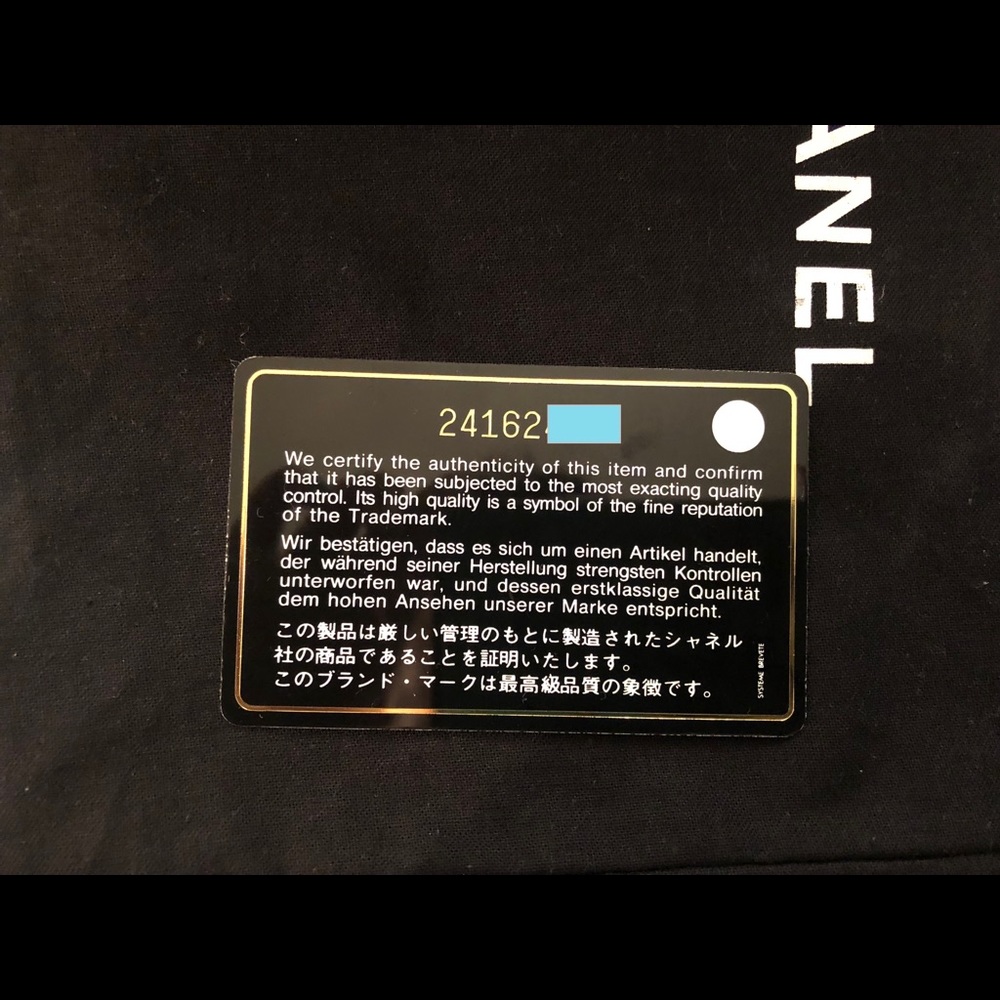 ANEL
24162
We certify the authenticity of this item and confirm
that it has been subjected to the most exacting quality
control. Its high quality is a symbol of the fine reputation
of the Trademark.
Wir bestätigen, dass es sich um einen Artikel handelt,
der während seiner Herstellung strengsten Kontrollen
unterworfen war, und dessen erstklassige Qualität
dem hohen Ansehen unserer Marke entspricht.
この製品は厳しい管理のもとに製造されたシャネル
社の商品であることを証明いたします。
このブランド・マークは最高級品質の象徴です。
SYSTEME BREVETE